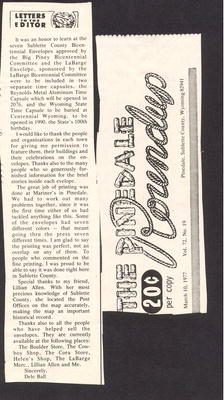 LETTERS
TO THE
EDITOR
It was an honor to learn at the
seven Sublette County Bicen-
tennial Envelopes approved by
the Big Piney Bicentennial
Committee and the LaBarge
Envelope, sponsored by the
LaBarge Bicentennial Committee
were to be included in two
separate time capsules, the
Reynolds Metal Aluminum Time
Capsule which will be opened in
2076, and the Wyoming State
Time Capsule to be buried at
Centennial Wyoming, to be
opened in 1990, the State's 100th
birthday.
I would like to thank the people
and organizations in each town
for giving me permission to
feature them, their buildings and
their celebrations on the en-
velopes. Thanks also to the many
people who so generously fur-
nished information for the brief
stories inside each envelope.
The great job of printing was
done at Mariner's in Pinedale.
We had to work out many
problems together, since it was
the first time either of us had
tackled anything like this. Some
of the envelopes had seven
different colors -- that meant
going thru the press seven
different times. I am glad to say
the printing was perfect, not an
overlap on any of them. To
people who commented on the
fine printing, I was proud to be
able to say it was done right here
in Sublette County.
Special thanks to my friend,
Lillian Allen. With her most
precious knowledge of Sublette
County, she located the Post
Offices on the map accurately,
making the map an important
historical record.
Thanks also to all the people
who have helped sell the
envelopes. They are currently
available at the following places:
The Boulder Store, The Cow-
boy Shop, The Cora Store,
Helen's Shop, The LaBarge
Merc., Lillian Allen and Me.
Sincerely,
Dele Ball
THE PINEDALE
Roundup
20¢
per copy
March 10, 1977
Vol. 72, No. 19
Pinedale, Sublette County, Wyoming 82941